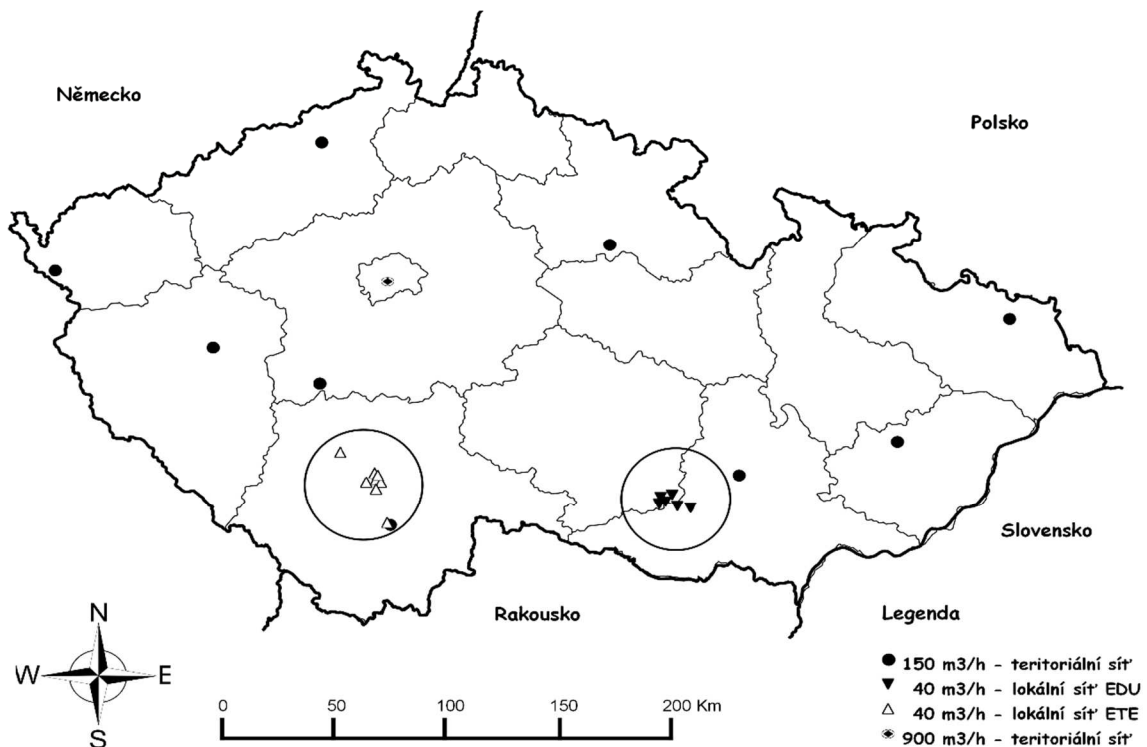 Německo
Polsko
Slovensko
Rakousko
N
W E
S
0 50 100 150 200 Km
Legenda
150 m3/h - teritoriální síť
40 m3/h - lokální síť EDU
40 m3/h - lokální síť ETE
900 m3/h - teritoriální síť